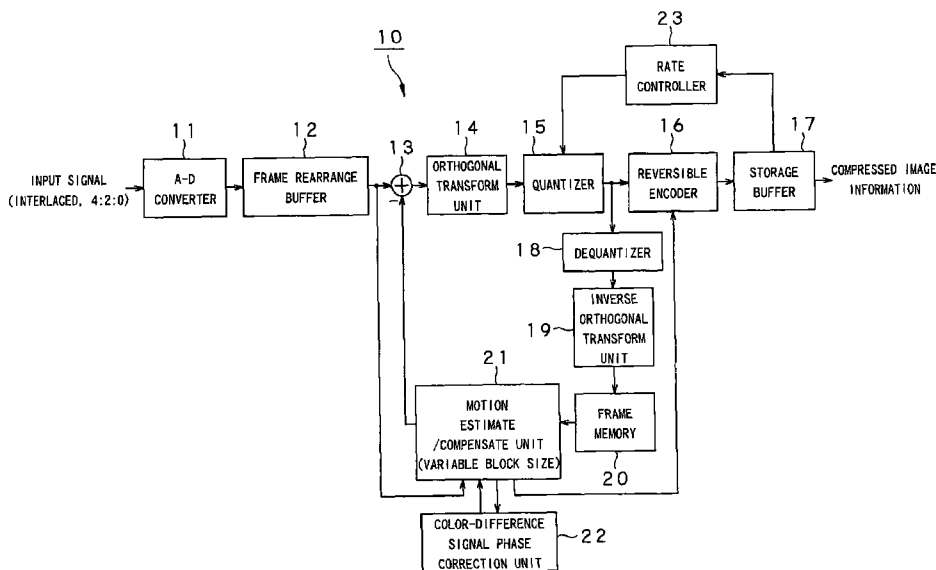 10
23
RATE
CONTROLLER
11
12
13
14
15
16
17
INPUT SIGNAL
(INTERLACED, 4:2:0)
A-D
CONVERTER
FRAME REARRANGE
BUFFER
ORTHOGONAL
TRANSFORM
UNIT
QUANTIZER
REVERSIBLE
ENCODER
STORAGE
BUFFER
COMPRESSED IMAGE
INFORMATION
18
DEQUANTIZER
19
INVERSE
ORTHOGONAL
TRANSFORM
UNIT
21
MOTION
ESTIMATE
/COMPENSATE UNIT
(VARIABLE BLOCK SIZE)
FRAME
MEMORY
20
COLOR-DIFFERENCE
SIGNAL PHASE
CORRECTION UNIT
22